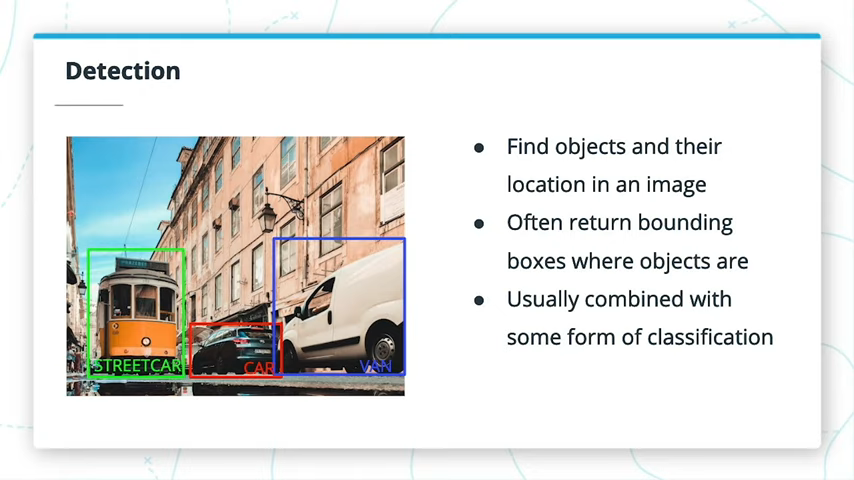 Detection
STREETCAR
CAR
VAN
● Find objects and their
location in an image
● Often return bounding
boxes where objects are
● Usually combined with
some form of classification